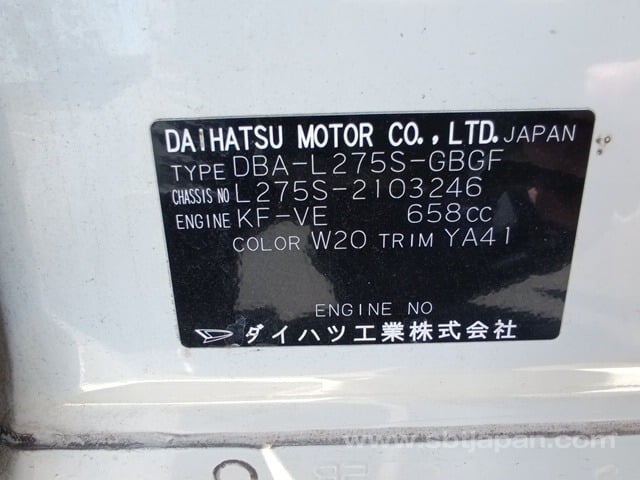 DAIHATSU MOTOR CO.,LTD. JAPAN
TYPE DBA-L275S-GBGF
CHASSIS NO L275S-2103246
ENGINE KF-VE 658CC
COLOR W20 TRIM YA41
ENGINE NO
ダイハツ工業株式会社
www.sbtjapan.com